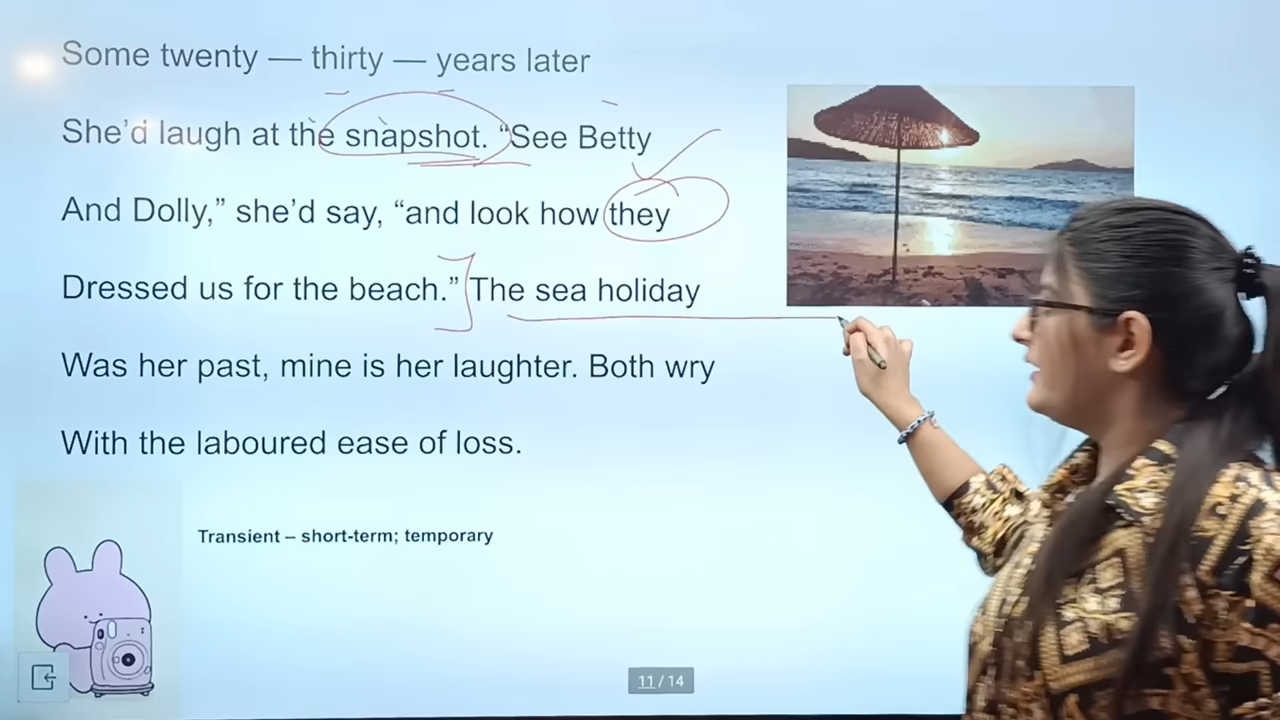 Some twenty — thirty — years later
She’d laugh at the snapshot. “See Betty
And Dolly,” she’d say, “and look how they
Dressed us for the beach.” The sea holiday
Was her past, mine is her laughter. Both wry
With the laboured ease of loss.
Transient – short-term; temporary
11 / 14